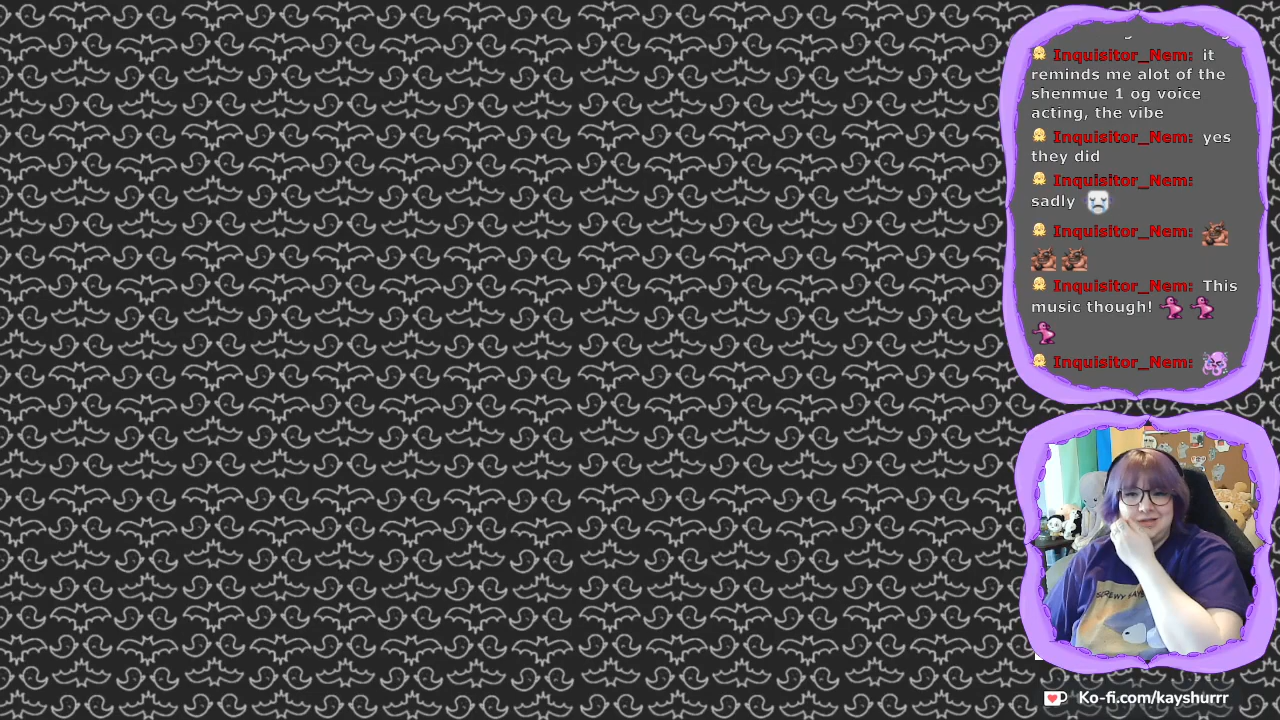 Inquisitor_Nem: it
reminds me alot of the
shenmue 1 og voice
acting, the vibe
Inquisitor_Nem: yes
they did
Inquisitor_Nem:
sadly
Inquisitor_Nem:
Inquisitor_Nem: This
music though!
Inquisitor_Nem:
Ko-fi.com/kayshurrr